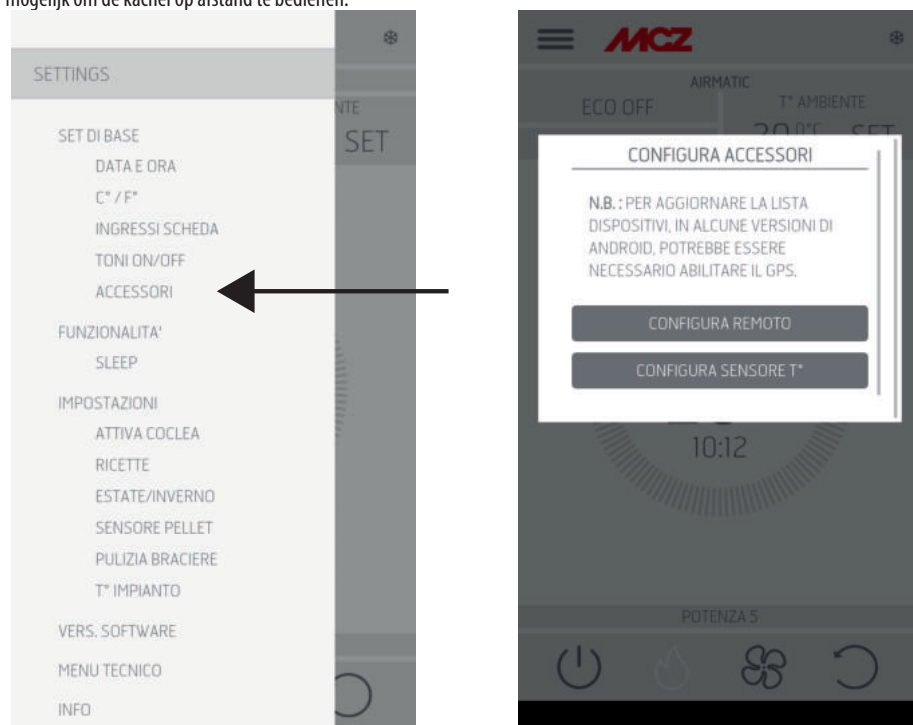 mogelijk om de kachel op afstand te bedienen.
SETTINGS
SET DI BASE
DATA E ORA
C° / F°
INGRESSI SCHEDA
TONI ON/OFF
ACCESSORI
FUNZIONALITA'
SLEEP
IMPOSTAZIONI
ATTIVA COCLEA
RICETTE
ESTATE/INVERNO
SENSORE PELLET
PULIZIA BRACIERE
T° IMPIANTO
VERS. SOFTWARE
MENU TECNICO
INFO
NTE
SET
MCZ
AIRMATIC
ECO OFF
T° AMBIENTE
SET
CONFIGURA ACCESSORI
N.B. : PER AGGIORNARE LA LISTA
DISPOSITIVI, IN ALCUNE VERSIONI DI
ANDROID, POTREBBE ESSERE
NECESSARIO ABILITARE IL GPS.
CONFIGURA REMOTO
CONFIGURA SENSORE T°
10:12
POTENZA 5